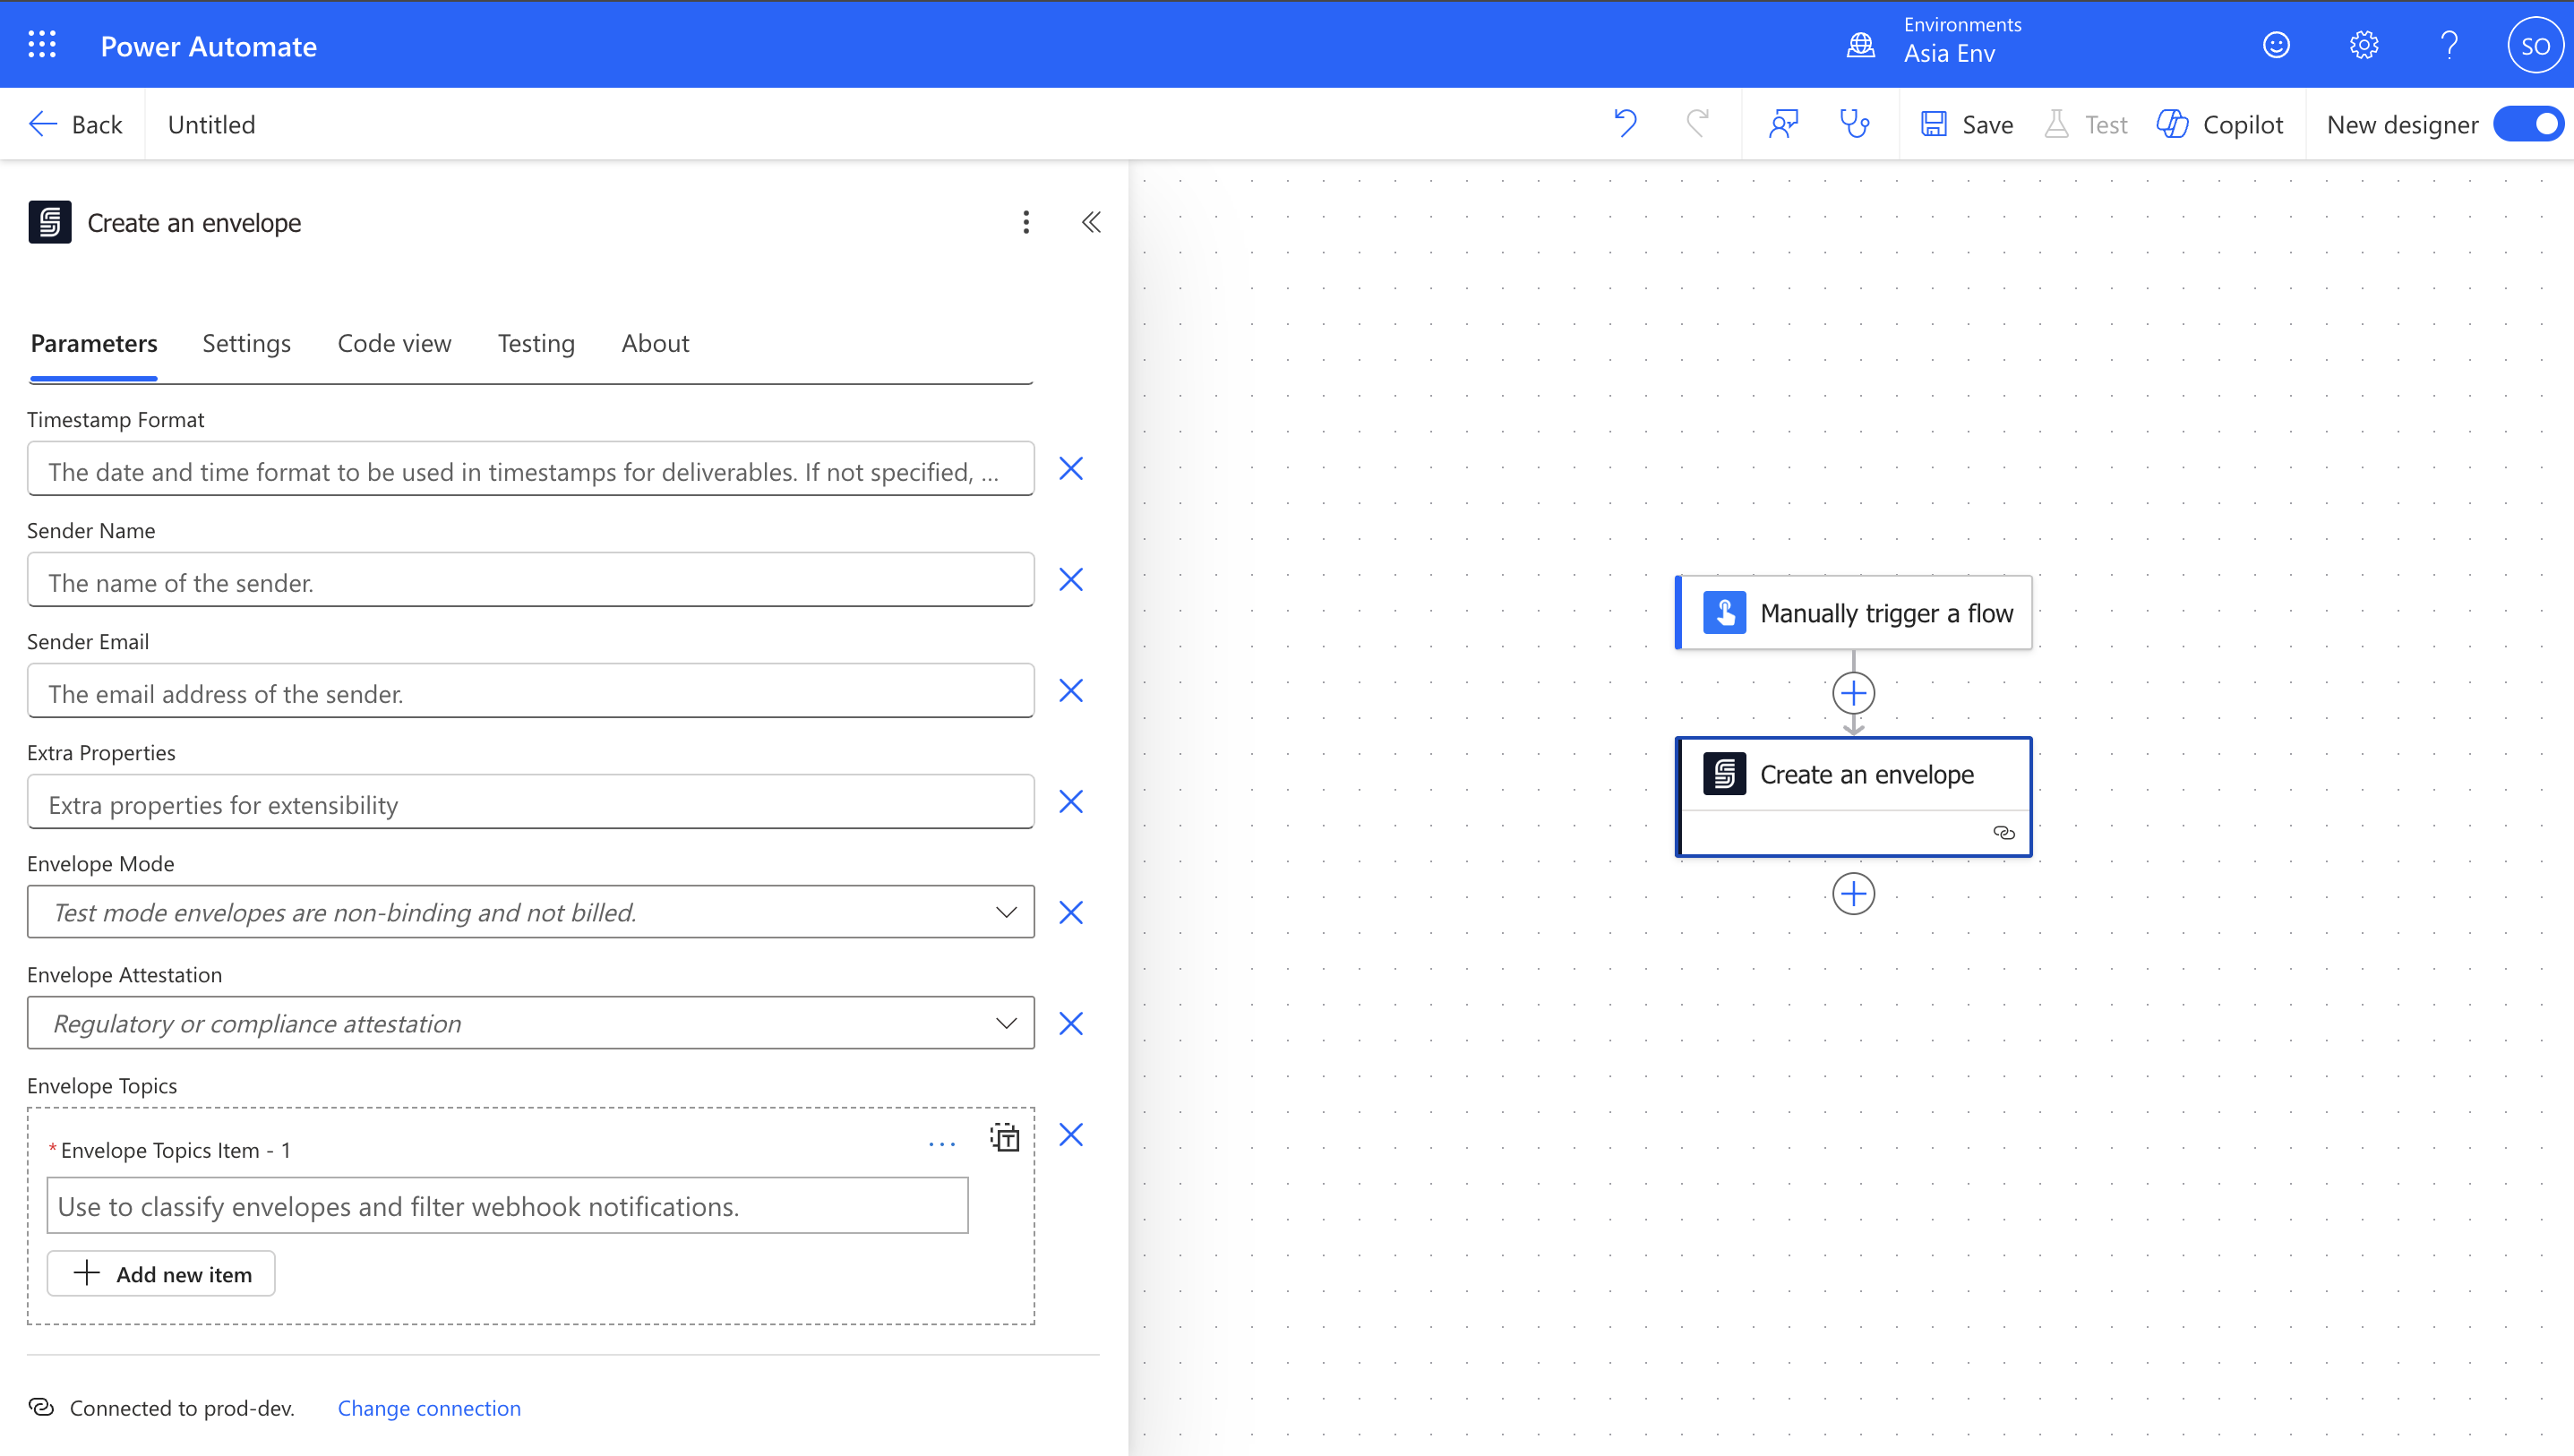 Power Automate
Environments
Asia Env
SO
Back
Untitled
Save
Test
Copilot
New designer
Create an envelope
Parameters
Settings
Code view
Testing
About
Timestamp Format
The date and time format to be used in timestamps for deliverables. If not specified, ...
Sender Name
The name of the sender.
Sender Email
The email address of the sender.
Extra Properties
Extra properties for extensibility
Envelope Mode
Test mode envelopes are non-binding and not billed.
Envelope Attestation
Regulatory or compliance attestation
Envelope Topics
* Envelope Topics Item - 1
Use to classify envelopes and filter webhook notifications.
Add new item
Connected to prod-dev.
Change connection
Manually trigger a flow
Create an envelope